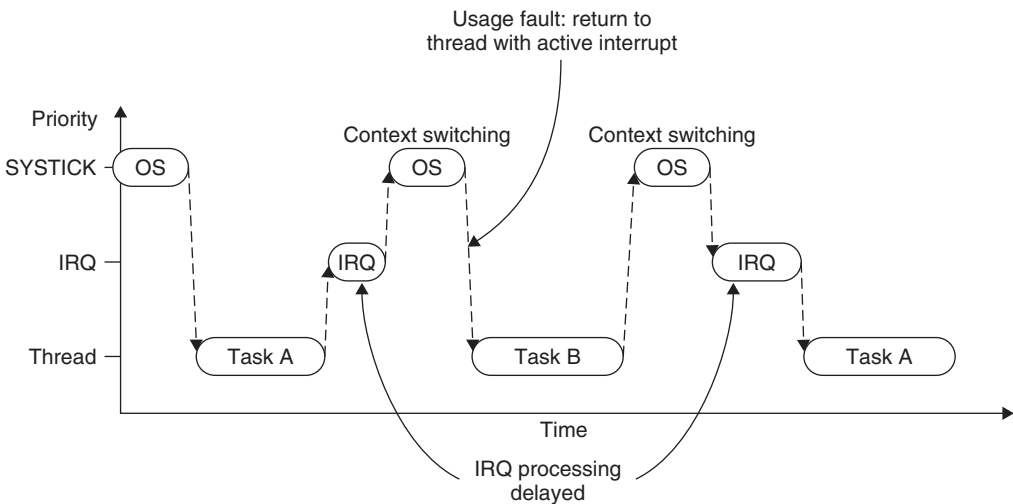 Usage fault: return to
thread with active interrupt
Priority
Context switching
Context switching
SYSTICK
OS
OS
OS
IRQ
IRQ
IRQ
Thread
Task A
Task B
Task A
Time
IRQ processing
delayed